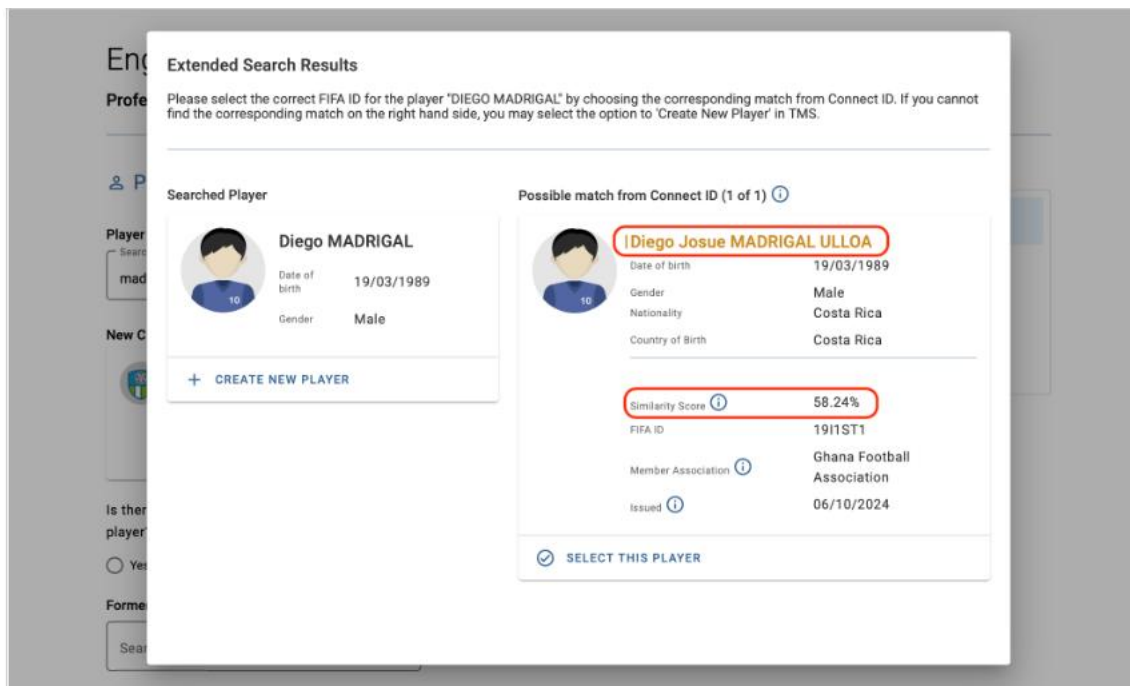 Eng
Extended Search Results
Profe
Please select the correct FIFA ID for the player "DIEGO MADRIGAL" by choosing the corresponding match from Connect ID. If you cannot
find the corresponding match on the right hand side, you may select the option to 'Create New Player' in TMS.
P
Searched Player
Possible match from Connect ID (1 of 1)
Player
Searc
mad
Diego MADRIGAL
Date of
birth
19/03/1989
Gender
Male
10
CREATE NEW PLAYER
Diego Josue MADRIGAL ULLOA
Date of birth
19/03/1989
Gender
Male
Nationality
Costa Rica
Country of Birth
Costa Rica
10
Similarity Score
58.24%
FIFA ID
19I1ST1
Member Association
Ghana Football
Association
Issued
06/10/2024
SELECT THIS PLAYER
New C
Is ther
player'
Yes
Forme
Sear